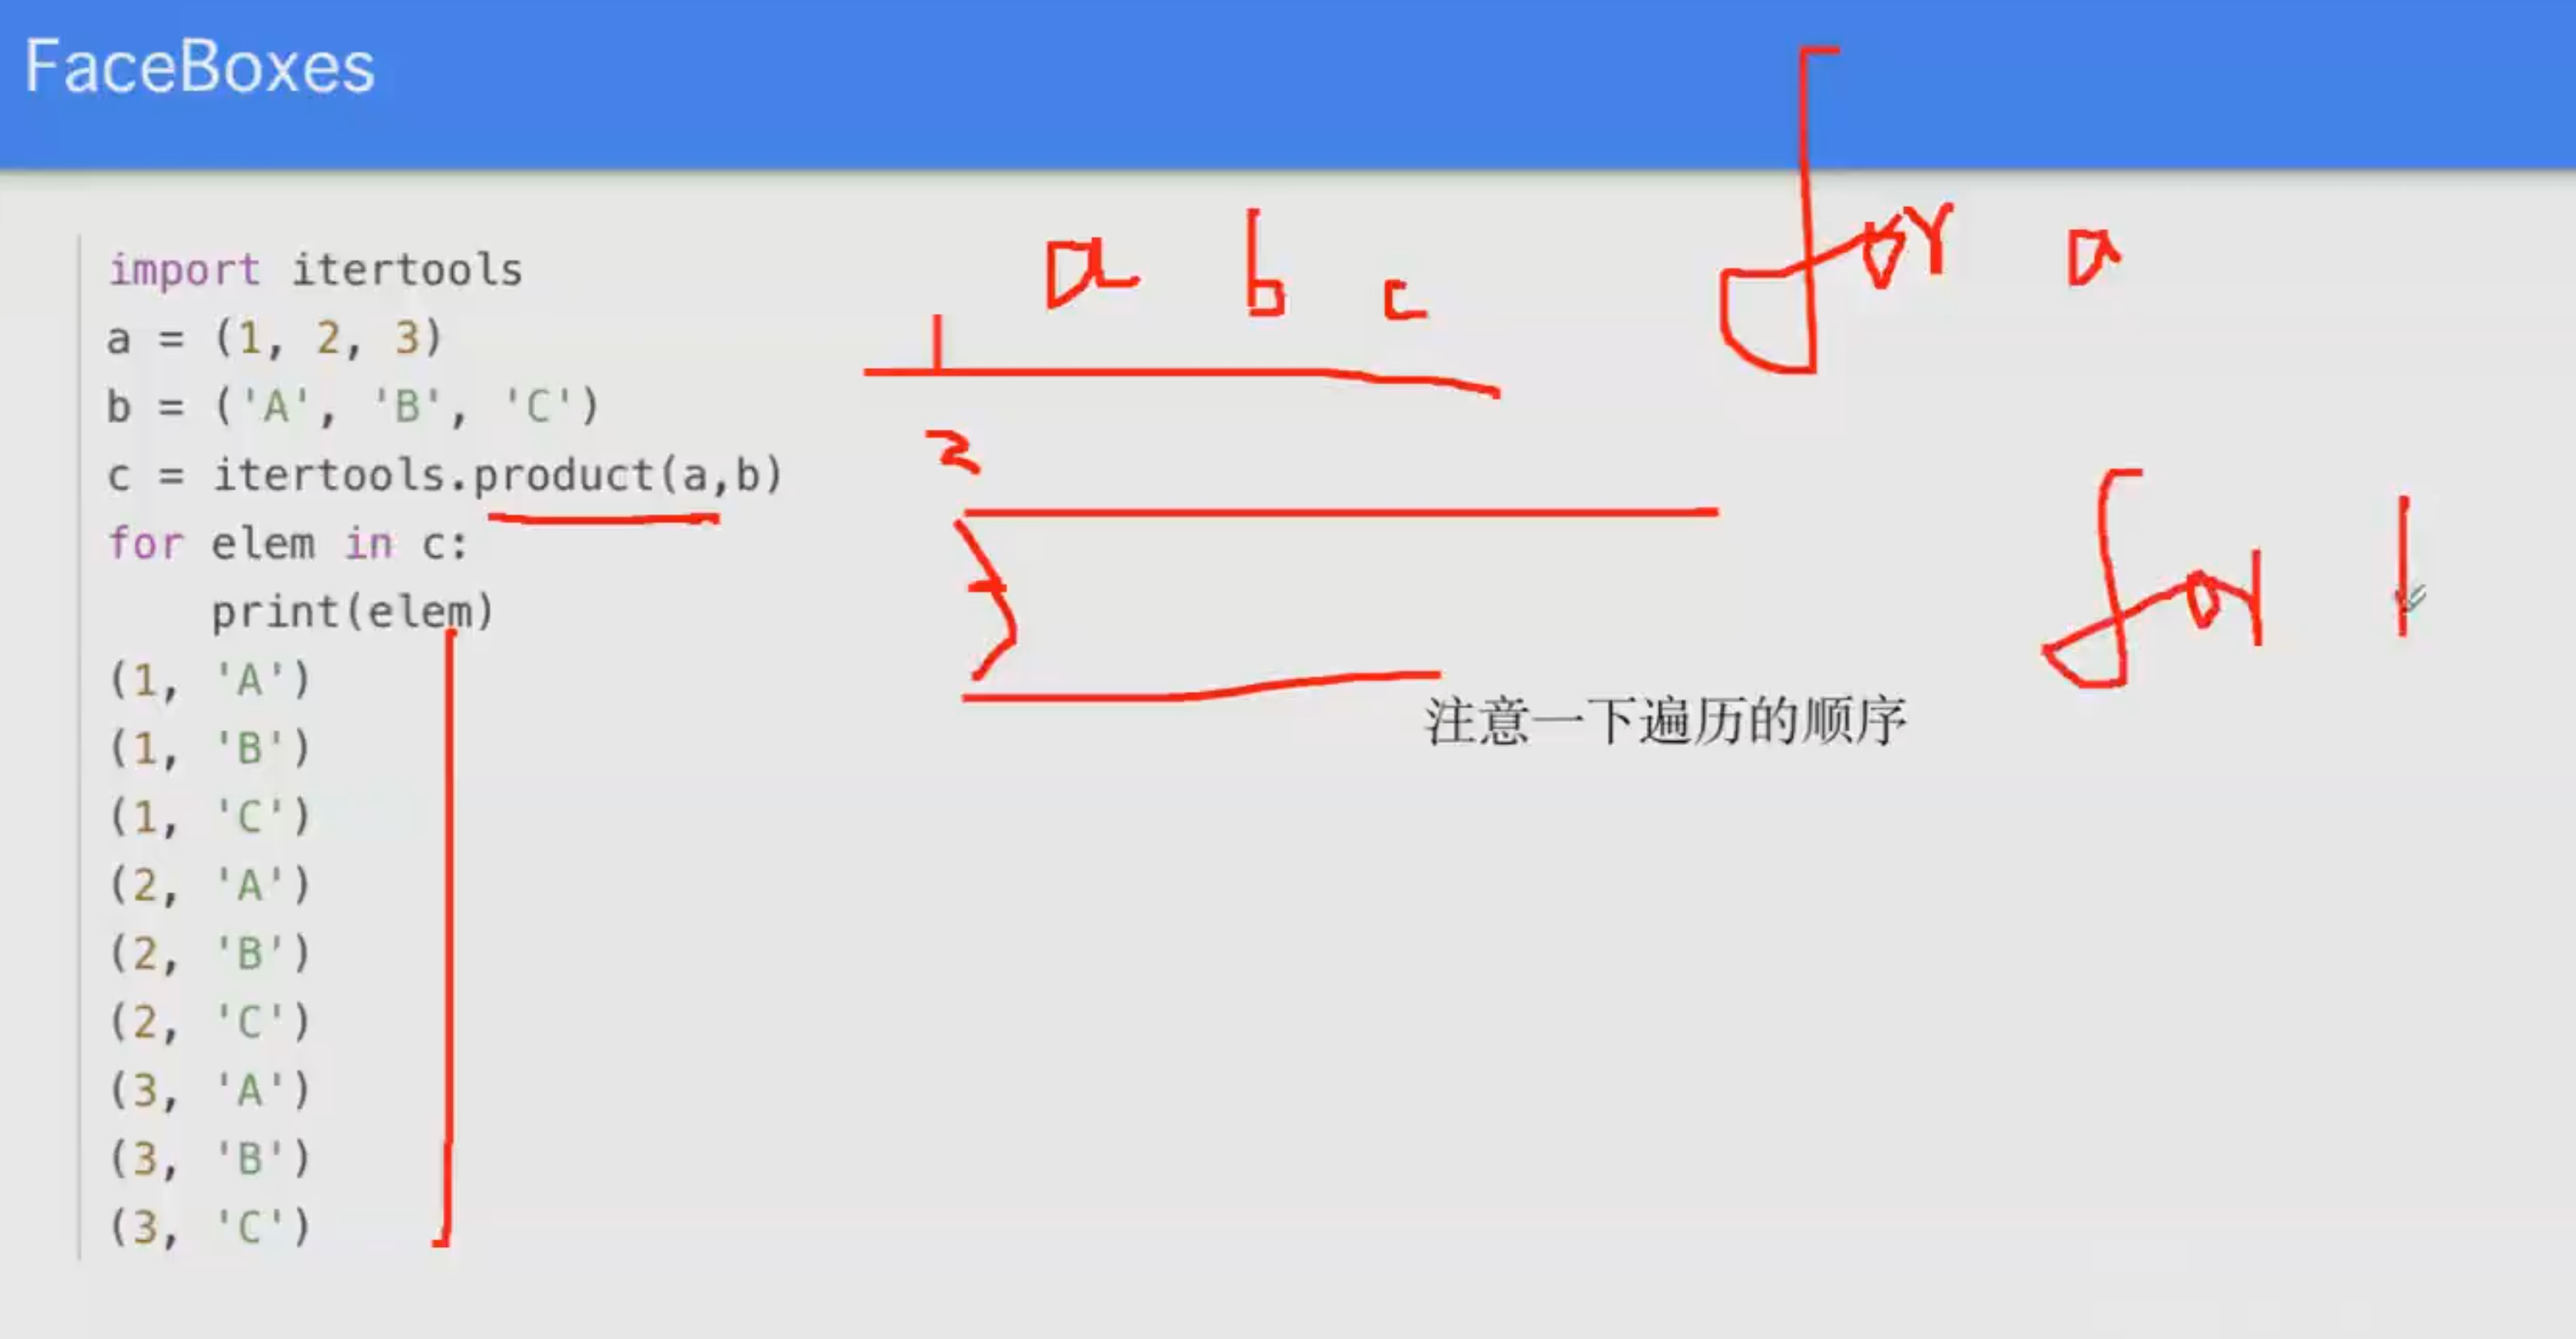 FaceBoxes
import itertools
a = (1, 2, 3)
b = ('A', 'B', 'C')
c = itertools.product(a,b)
for elem in c:
    print(elem)
(1, 'A')
(1, 'B')
(1, 'C')
(2, 'A')
(2, 'B')
(2, 'C')
(3, 'A')
(3, 'B')
(3, 'C')
a b c
1
2
3
for a
for
注意一下遍历的顺序